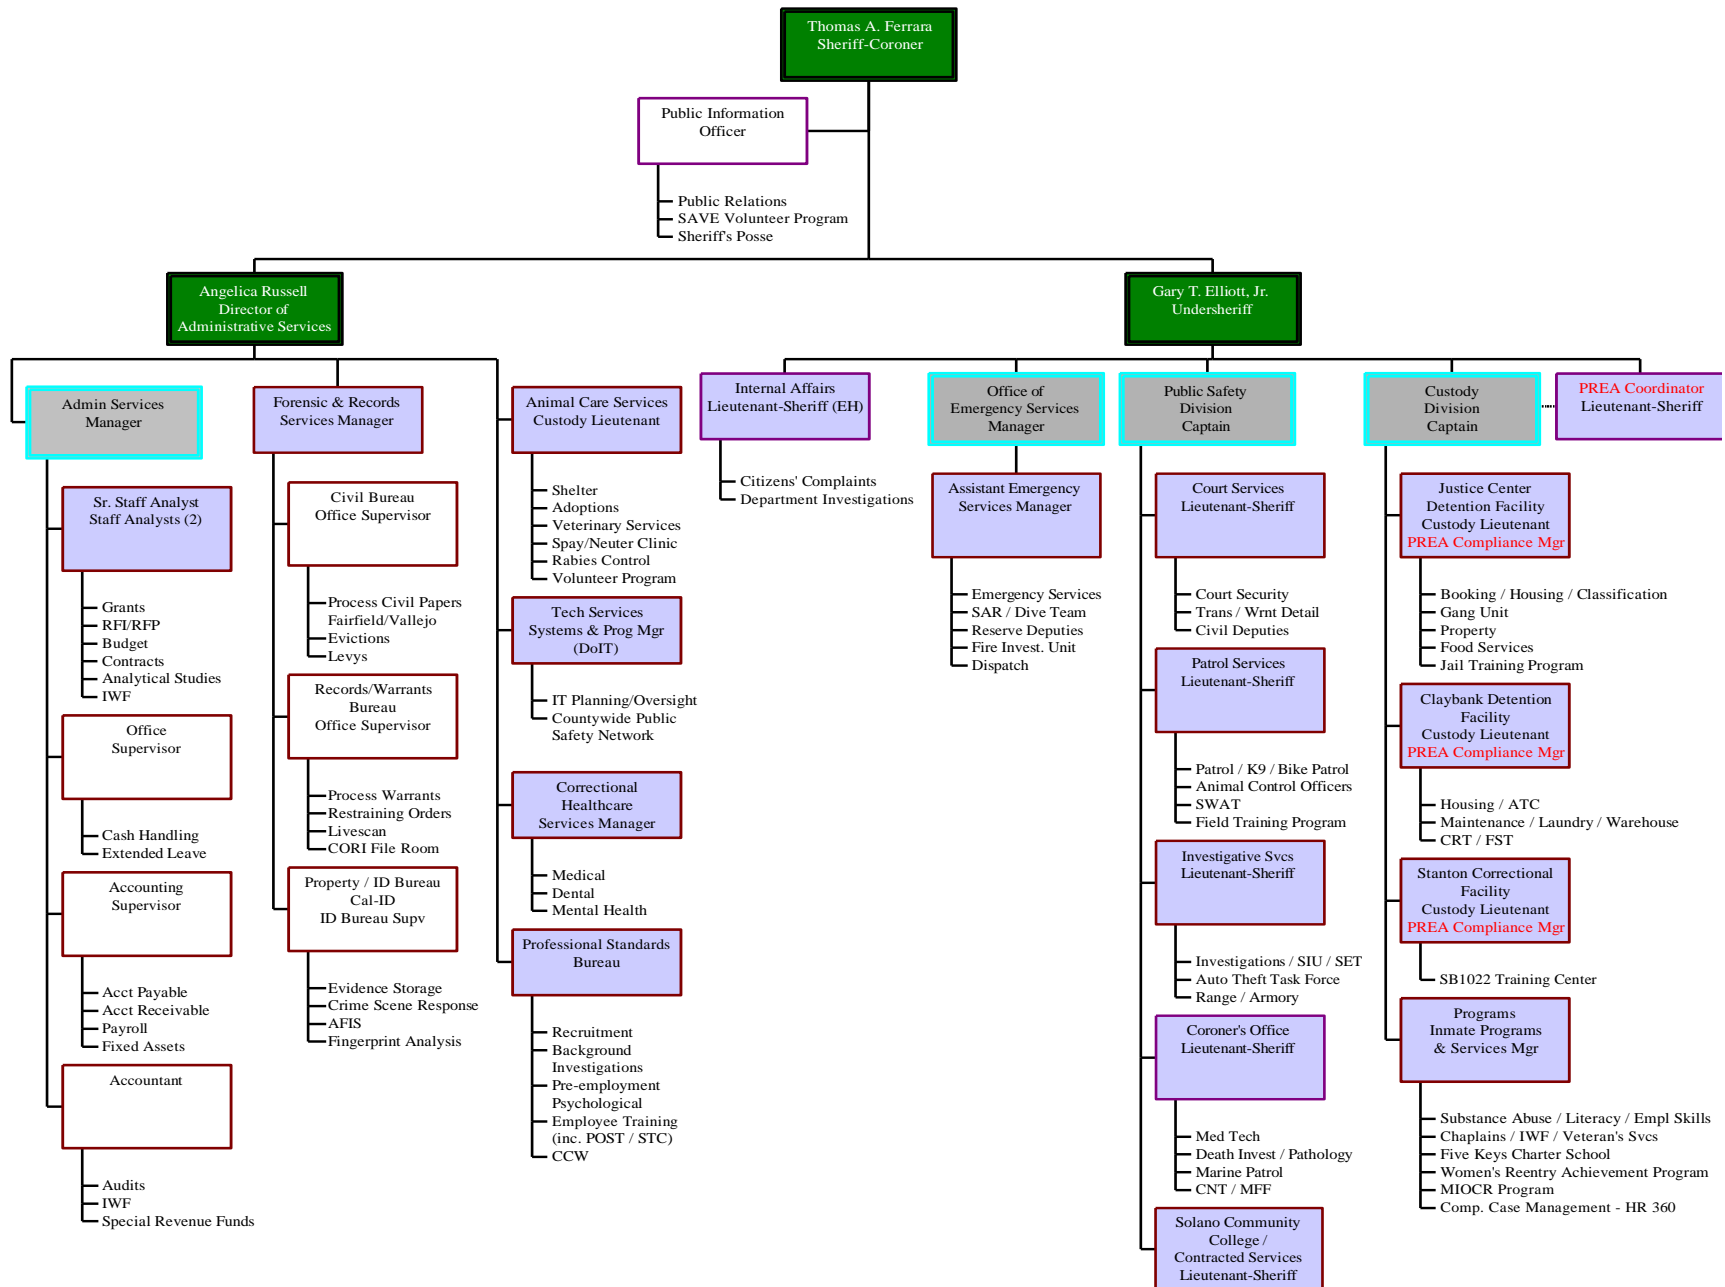 Thomas A. Ferrara
Sheriff-Coroner
Public Information
Officer
Public Relations
SAVE Volunteer Program
Sheriff's Posse
Angelica Russell
Director of
Administrative Services
Gary T. Elliott, Jr.
Undersheriff
Admin Services
Manager
Sr. Staff Analyst
Staff Analysts (2)
Grants
RFI/RFP
Budget
Contracts
Analytical Studies
IWF
Office
Supervisor
Cash Handling
Extended Leave
Accounting
Supervisor
Acct Payable
Acct Receivable
Payroll
Fixed Assets
Accountant
Audits
IWF
Special Revenue Funds
Forensic & Records
Services Manager
Civil Bureau
Office Supervisor
Process Civil Papers
Fairfield/Vallejo
Evictions
Levys
Records/Warrants
Bureau
Office Supervisor
Process Warrants
Restraining Orders
Livescan
CORI File Room
Property / ID Bureau
Cal-ID
ID Bureau Supv
Evidence Storage
Crime Scene Response
AFIS
Fingerprint Analysis
Animal Care Services
Custody Lieutenant
Shelter
Adoptions
Veterinary Services
Spay/Neuter Clinic
Rabies Control
Volunteer Program
Tech Services
Systems & Prog Mgr
(DoIT)
IT Planning/Oversight
Countywide Public
Safety Network
Correctional
Healthcare
Services Manager
Medical
Dental
Mental Health
Professional Standards
Bureau
Recruitment
Background
Investigations
Pre-employment
Psychological
Employee Training
(inc. POST / STC)
CCW
Internal Affairs
Lieutenant-Sheriff (EH)
Citizens' Complaints
Department Investigations
Office of
Emergency Services
Manager
Assistant Emergency
Services Manager
Emergency Services
SAR / Dive Team
Reserve Deputies
Fire Invest. Unit
Dispatch
Public Safety
Division
Captain
Court Services
Lieutenant-Sheriff
Court Security
Trans / Wrnt Detail
Civil Deputies
Patrol Services
Lieutenant-Sheriff
Patrol / K9 / Bike Patrol
Animal Control Officers
SWAT
Field Training Program
Investigative Svcs
Lieutenant-Sheriff
Investigations / SIU / SET
Auto Theft Task Force
Range / Armory
Coroner's Office
Lieutenant-Sheriff
Med Tech
Death Invest / Pathology
Marine Patrol
CNT / MFF
Solano Community
College /
Contracted Services
Lieutenant-Sheriff
Custody
Division
Captain
PREA Coordinator
Lieutenant-Sheriff
Justice Center
Detention Facility
Custody Lieutenant
PREA Compliance Mgr
Booking / Housing / Classification
Gang Unit
Property
Food Services
Jail Training Program
Claybank Detention
Facility
Custody Lieutenant
PREA Compliance Mgr
Housing / ATC
Maintenance / Laundry / Warehouse
CRT / FST
Stanton Correctional
Facility
Custody Lieutenant
PREA Compliance Mgr
SB1022 Training Center
Programs
Inmate Programs
& Services Mgr
Substance Abuse / Literacy / Empl Skills
Chaplains / IWF / Veteran's Svcs
Five Keys Charter School
Women's Reentry Achievement Program
MIOCR Program
Comp. Case Management - HR 360